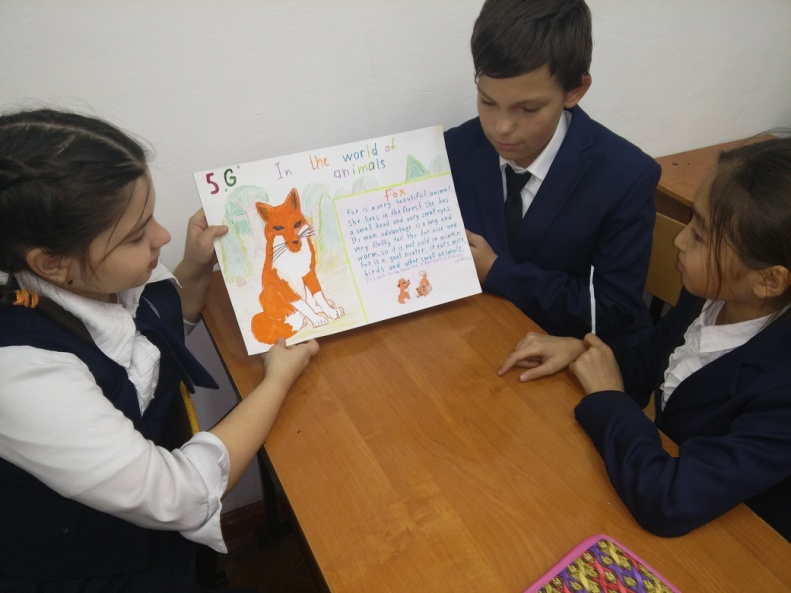 5 "G"
In the world of
animals
Fox
Fox is a very beautiful animal.
She lives in the forest. She has
a small head and very small eyes.
Its main advantage is a long and
very fluffy tail. Her fur nice and
warm, so it is not cold in winter.
Fox is a good hunter, it eats mice,
birds and other small animals.